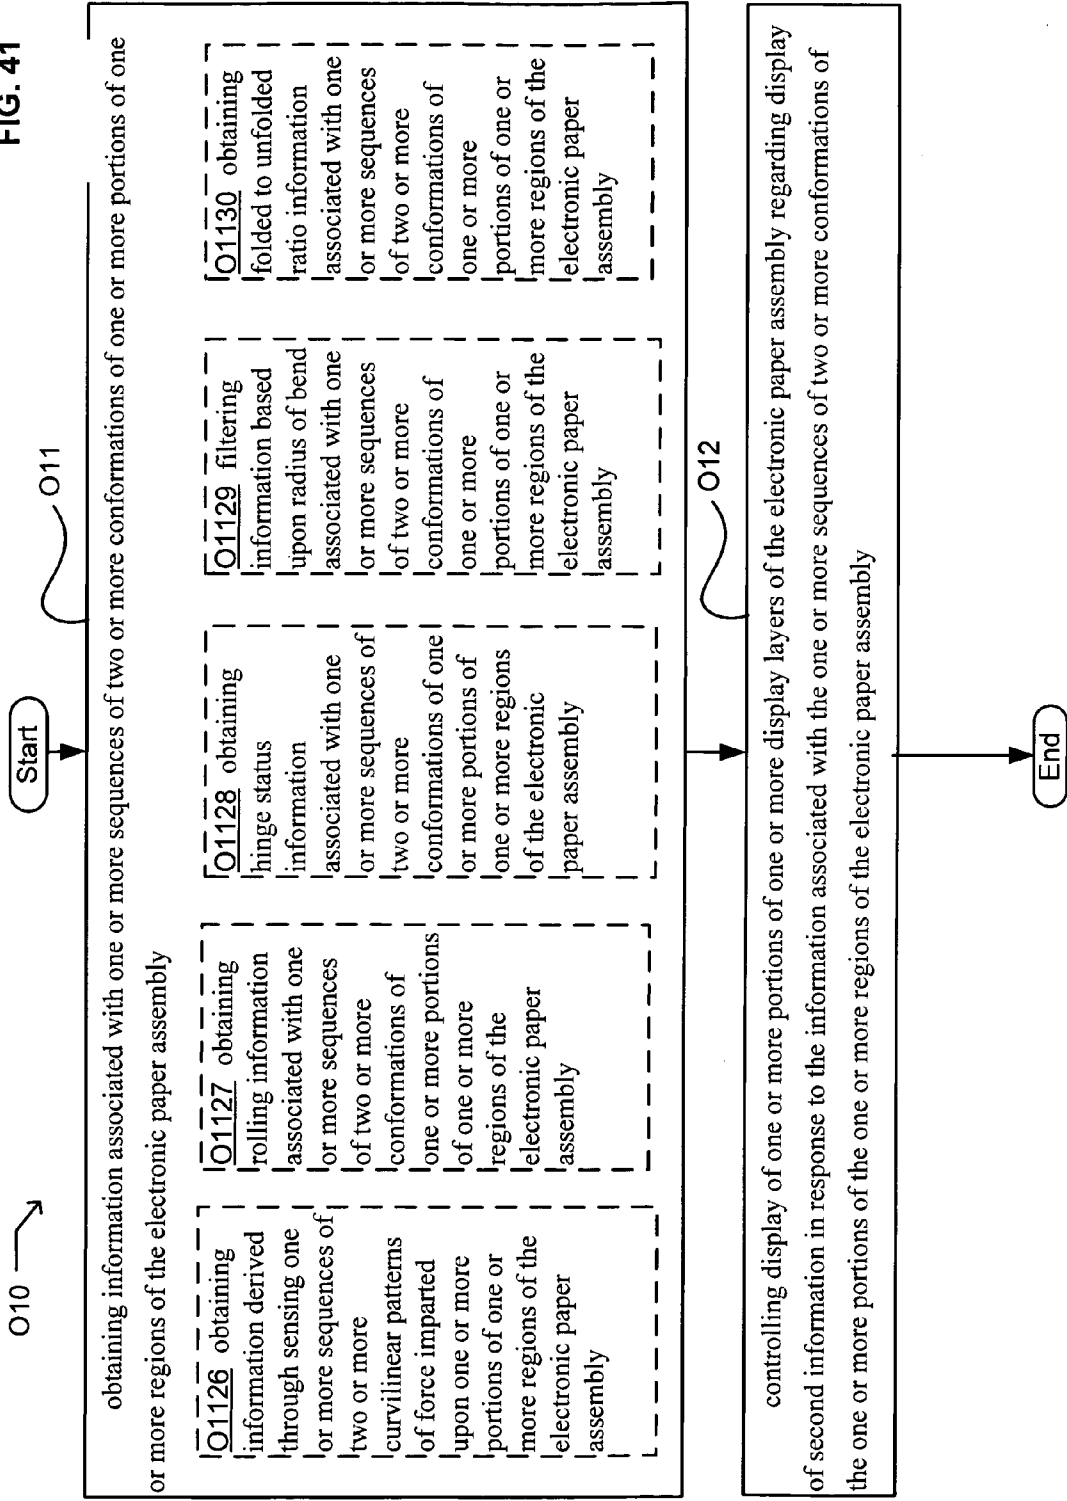 FIG. 41
O10
Start
O11
obtaining information associated with one or more sequences of two or more conformations of one or more portions of one
or more regions of the electronic paper assembly
O1126 obtaining
information derived
through sensing one
or more sequences of
two or more
curvilinear patterns
of force imparted
upon one or more
portions of one or
more regions of the
electronic paper
assembly
O1127 obtaining
rolling information
associated with one
or more sequences
of two or more
conformations of
one or more portions
of one or more
regions of the
electronic paper
assembly
O1128 obtaining
hinge status
information
associated with one
or more sequences of
two or more
conformations of one
or more portions of
one or more regions
of the electronic
paper assembly
O1129 filtering
information based
upon radius of bend
associated with one
or more sequences
of two or more
conformations of
one or more
portions of one or
more regions of the
electronic paper
assembly
O1130 obtaining
folded to unfolded
ratio information
associated with one
or more sequences
of two or more
conformations of
one or more
portions of one or
more regions of the
electronic paper
assembly
O12
controlling display of one or more portions of one or more display layers of the electronic paper assembly regarding display
of second information in response to the information associated with the one or more sequences of two or more conformations of
the one or more portions of the one or more regions of the electronic paper assembly
End